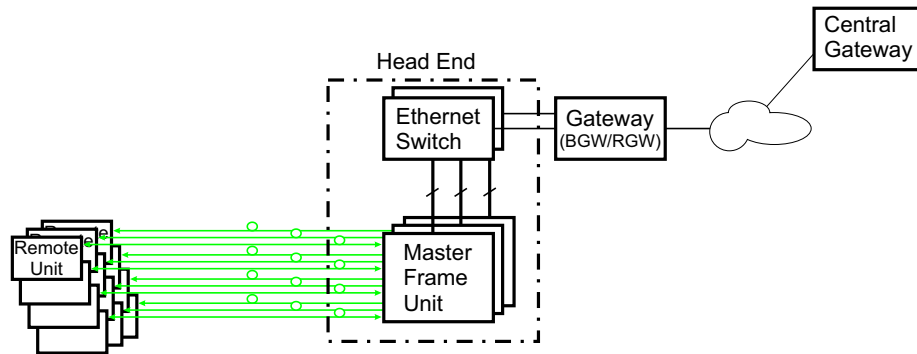 Central
Gateway
Head End
Ethernet
Switch
Gateway
(BGW/RGW)
Remote
Unit
Master
Frame
Unit